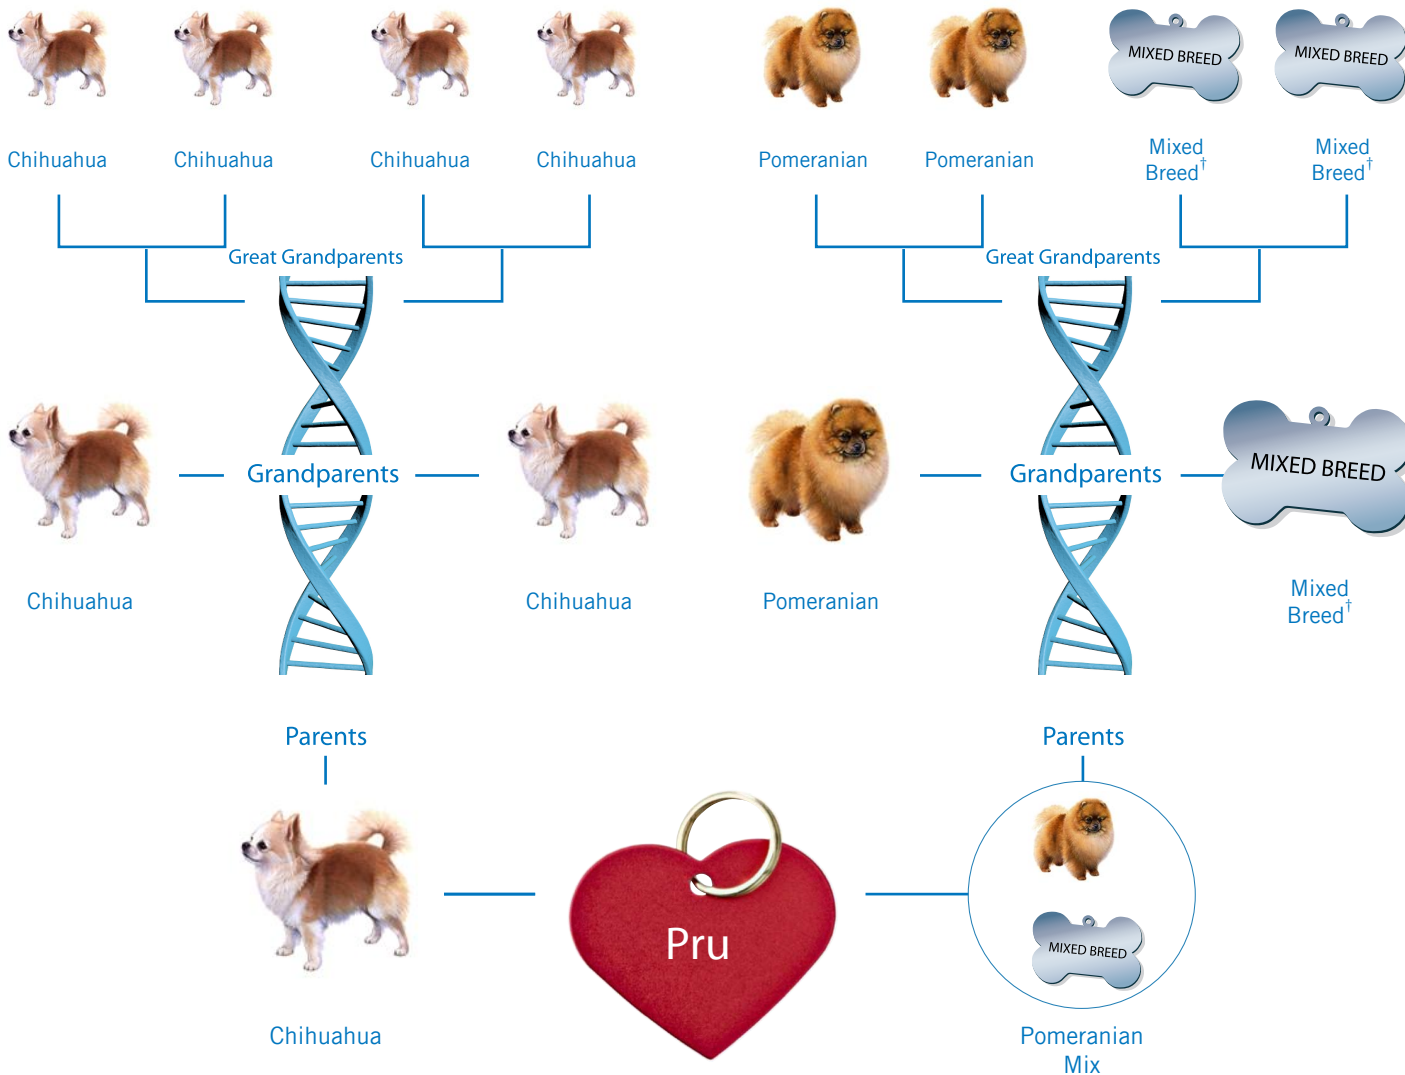 MIXED BREED
MIXED BREED
Chihuahua
Chihuahua
Chihuahua
Chihuahua
Pomeranian
Pomeranian
Mixed
Breed†
Mixed
Breed†
Great Grandparents
Great Grandparents
MIXED BREED
Grandparents
Grandparents
Chihuahua
Chihuahua
Pomeranian
Mixed
Breed†
Parents
Parents
Pru
MIXED BREED
Chihuahua
Pomeranian
Mix